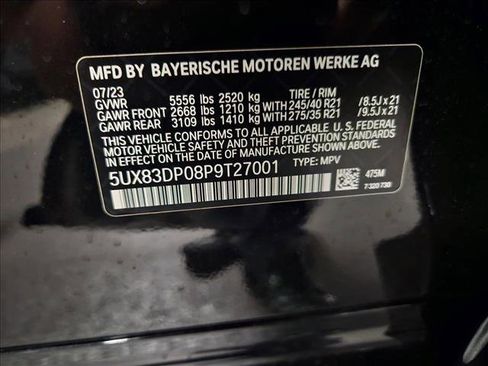 MFD BY BAYERISCHE MOTOREN WERKE AG
07/23
GVWR 5556 lbs 2520 kg TIRE / RIM
GAWR FRONT 2668 lbs 1210 kg WITH 245/40 R21 /8.5J x 21
GAWR REAR 3109 lbs 1410 kg WITH 275/35 R21 /9.5J x 21
THIS VEHICLE CONFORMS TO ALL APPLICABLE U. S. FEDERAL
MOTOR VEHICLE SAFETY AND THEFT PREVENTION STANDARDS
IN EFFECT ON THE DATE OF MANUFACTURE SHOWN ABOVE.
5UX83DP08P9T27001 TYPE: MPV
475M
7 320 730